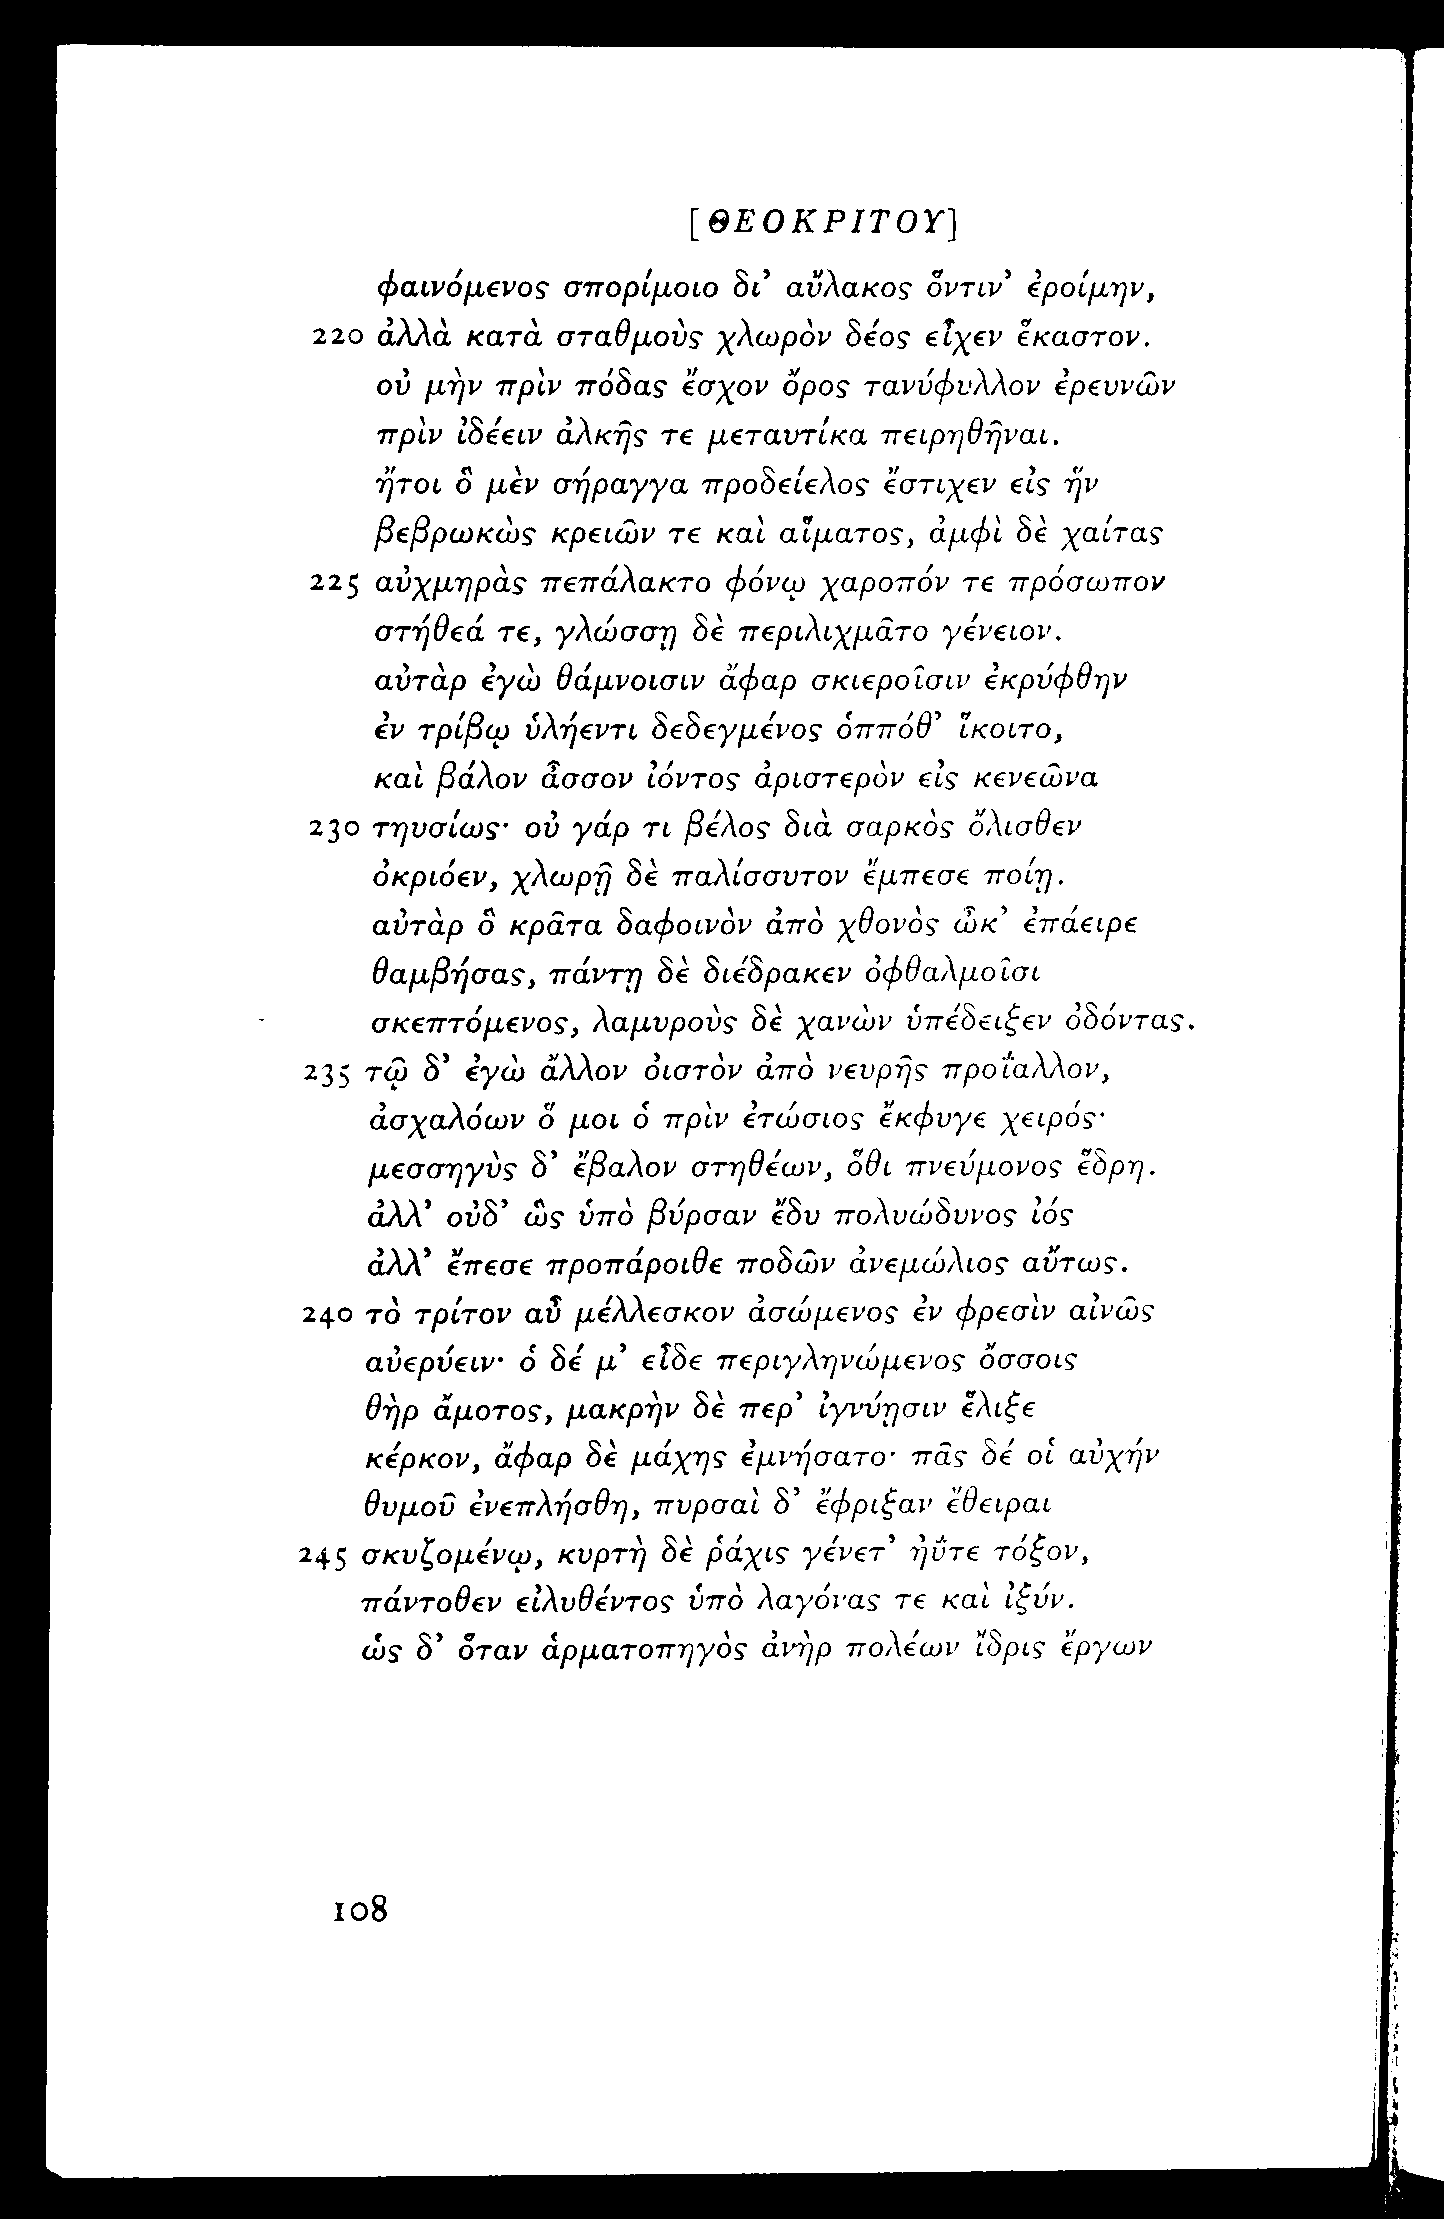 [ΘΕΟΚΡΙΤΟΥ]
φαινόμενος σπορίμοιο δι’ αὔλακος ὅντιν’ ἐροίμην,
220 ἀλλὰ κατὰ σταθμοὺς χλωρὸν δέος εἶχεν ἕκαστον.
οὐ μὴν πρὶν πόδας ἔσχον ὄρος τανύφυλλον ἐρευνῶν
πρὶν ἰδέειν ἀλκῆς τε μεταυτίκα πειρηθῆναι.
ἤτοι ὃ μὲν σήραγγα προδείελος ἔστιχεν εἰς ἥν
βεβρωκὼς κρειῶν τε καὶ αἵματος, ἀμφὶ δὲ χαίτας
225 αὐχμηρὰς πεπάλακτο φόνῳ χαροπόν τε πρόσωπον
στήθεά τε, γλώσσῃ δὲ περιλιχμᾶτο γένειον.
αὐτὰρ ἐγὼ θάμνοισιν ἄφαρ σκιεροῖσιν ἐκρύφθην
ἐν τρίβῳ ὑλήεντι δεδεγμένος ὁππόθ’ ἵκοιτο,
καὶ βάλον ἆσσον ἰόντος ἀριστερὸν εἰς κενεῶνα
230 τηυσίως· οὐ γάρ τι βέλος διὰ σαρκὸς ὄλισθεν
ὀκριόεν, χλωρῇ δὲ παλίσσυτον ἔμπεσε ποίῃ.
αὐτὰρ ὃ κρᾶτα δαφοινὸν ἀπὸ χθονὸς ὦκ’ ἐπάειρε
θαμβήσας, πάντῃ δὲ διέδρακεν ὀφθαλμοῖσι
σκεπτόμενος, λαμυροὺς δὲ χανὼν ὑπέδειξεν ὀδόντας.
235 τῷ δ’ ἐγὼ ἄλλον ὀιστὸν ἀπὸ νευρῆς προΐαλλον,
ἀσχαλόων ὅ μοι ὁ πρὶν ἐτώσιος ἔκφυγε χειρός·
μεσσηγὺς δ’ ἔβαλον στηθέων, ὅθι πνεύμονος ἕδρη.
ἀλλ’ οὐδ’ ὣς ὑπὸ βύρσαν ἔδυ πολυώδυνος ἰός
ἀλλ’ ἔπεσε προπάροιθε ποδῶν ἀνεμώλιος αὔτως.
240 τὸ τρίτον αὖ μέλλεσκον ἀσώμενος ἐν φρεσὶν αἰνῶς
αὐερύειν· ὁ δέ μ’ εἶδε περιγληνώμενος ὄσσοις
θὴρ ἄμοτος, μακρὴν δὲ περ’ ἰγνύῃσιν ἕλιξε
κέρκον, ἄφαρ δὲ μάχης ἐμνήσατο· πᾶς δέ οἱ αὐχήν
θυμοῦ ἐνεπλήσθη, πυρσαὶ δ’ ἔφριξαν ἔθειραι
245 σκυζομένῳ, κυρτὴ δὲ ῥάχις γένετ’ ἠΰτε τόξον,
πάντοθεν εἰλυθέντος ὑπὸ λαγόνας τε καὶ ἰξύν.
ὡς δ’ ὅταν ἁρματοπηγὸς ἀνὴρ πολέων ἴδρις ἔργων
108